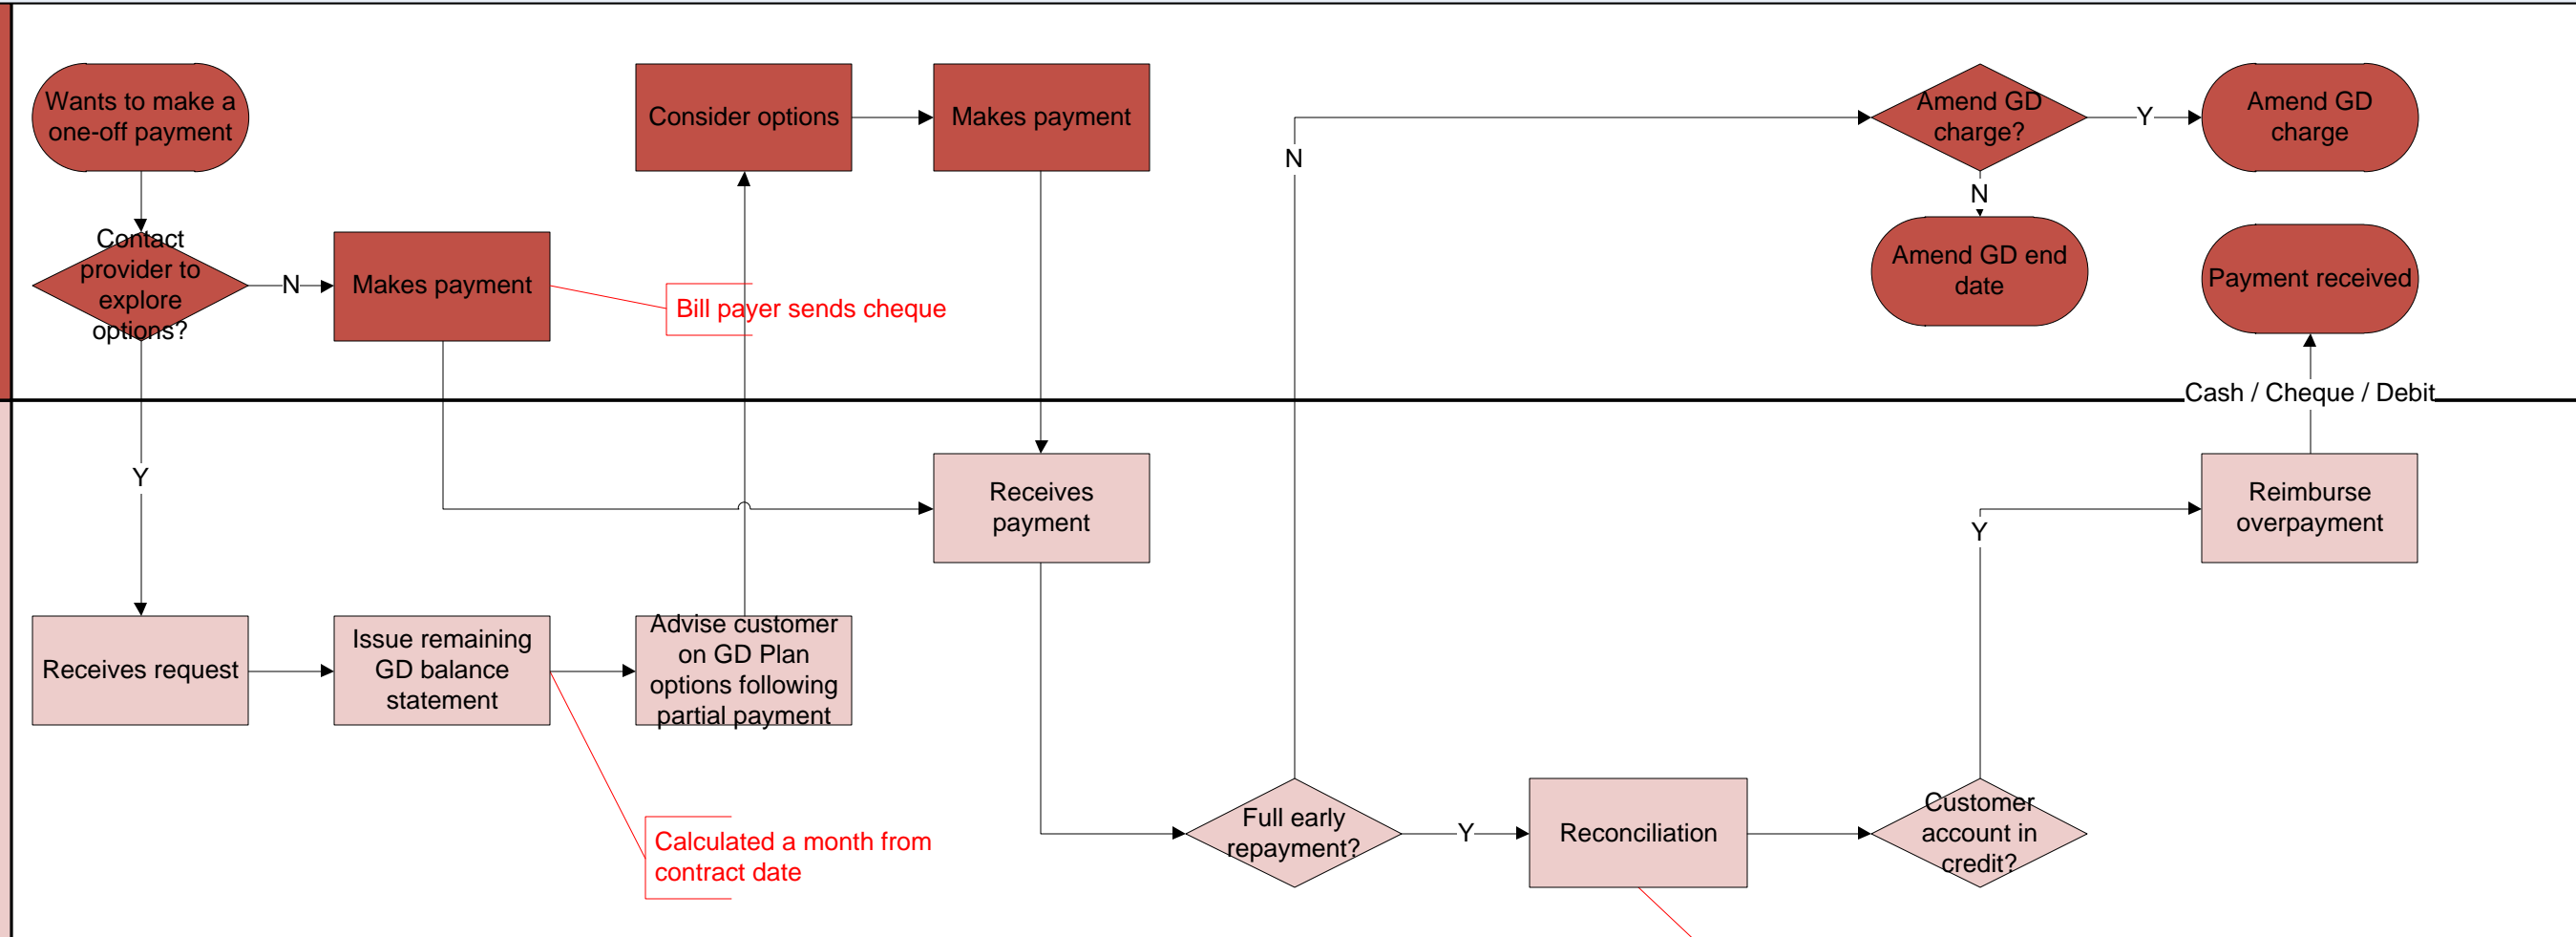 Wants to make a
one-off payment
Consider options
Makes payment
Amend GD
charge?
Y
Amend GD
charge
N
N
Contact
provider to
explore
options?
N
Makes payment
Bill payer sends cheque
Amend GD end
date
Payment received
Cash / Cheque / Debit
Y
Receives
payment
Y
Reimburse
overpayment
Receives request
Issue remaining
GD balance
statement
Advise customer
on GD Plan
options following
partial payment
Calculated a month from
contract date
Full early
repayment?
Y
Reconciliation
Customer
account in
credit?